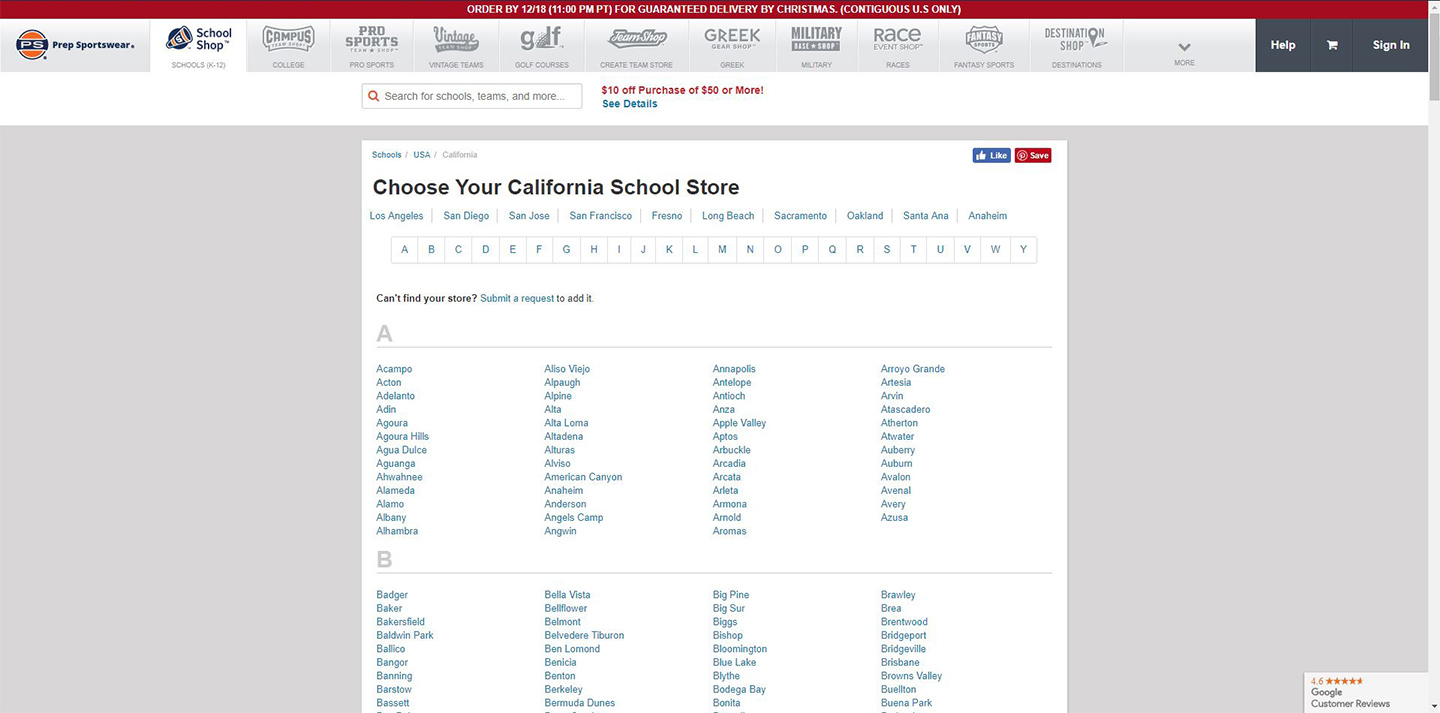 ORDER BY 12/18 (11:00 PM PT) FOR GUARANTEED DELIVERY BY CHRISTMAS. (CONTIGUOUS U.S ONLY)
PS Prep Sportswear.
School Shop™
SCHOOLS (K-12)
CAMPUS TEAM SHOP
COLLEGE
PRO SPORTS TEAM SHOP™
PRO SPORTS
Vintage TEAM SHOP
VINTAGE TEAMS
golf
GOLF COURSES
TeamShop
CREATE TEAM STORE
GREEK GEAR SHOP™
GREEK
MILITARY BASE SHOP
MILITARY
RACE EVENT SHOP™
RACES
FANTASY SPORTS
FANTASY SPORTS
DESTINATION SHOP™
DESTINATIONS
MORE
Help
Sign In
Search for schools, teams, and more...
$10 off Purchase of $50 or More!
See Details
Schools / USA / California
Like
Save
Choose Your California School Store
Los Angeles San Diego San Jose San Francisco Fresno Long Beach Sacramento Oakland Santa Ana Anaheim
A B C D E F G H I J K L M N O P Q R S T U V W Y
Can't find your store? Submit a request to add it.
A
Acampo Aliso Viejo Annapolis Arroyo Grande
Acton Alpaugh Antelope Artesia
Adelanto Alpine Antioch Arvin
Adin Alta Anza Atascadero
Agoura Alta Loma Apple Valley Atherton
Agoura Hills Altadena Aptos Atwater
Agua Dulce Alturas Arbuckle Auberry
Aguanga Alviso Arcadia Auburn
Ahwahnee American Canyon Arcata Avalon
Alameda Anaheim Arleta Avenal
Alamo Anderson Armona Avery
Albany Angels Camp Arnold Azusa
Alhambra Angwin Aromas
B
Badger Bella Vista Big Pine Brawley
Baker Bellflower Big Sur Brea
Bakersfield Belmont Biggs Brentwood
Baldwin Park Belvedere Tiburon Bishop Bridgeport
Ballico Ben Lomond Bloomington Bridgeville
Bangor Benicia Blue Lake Brisbane
Banning Benton Blythe Browns Valley
Barstow Berkeley Bodega Bay Buellton
Bassett Bermuda Dunes Bonita Buena Park
4.6
Google
Customer Reviews